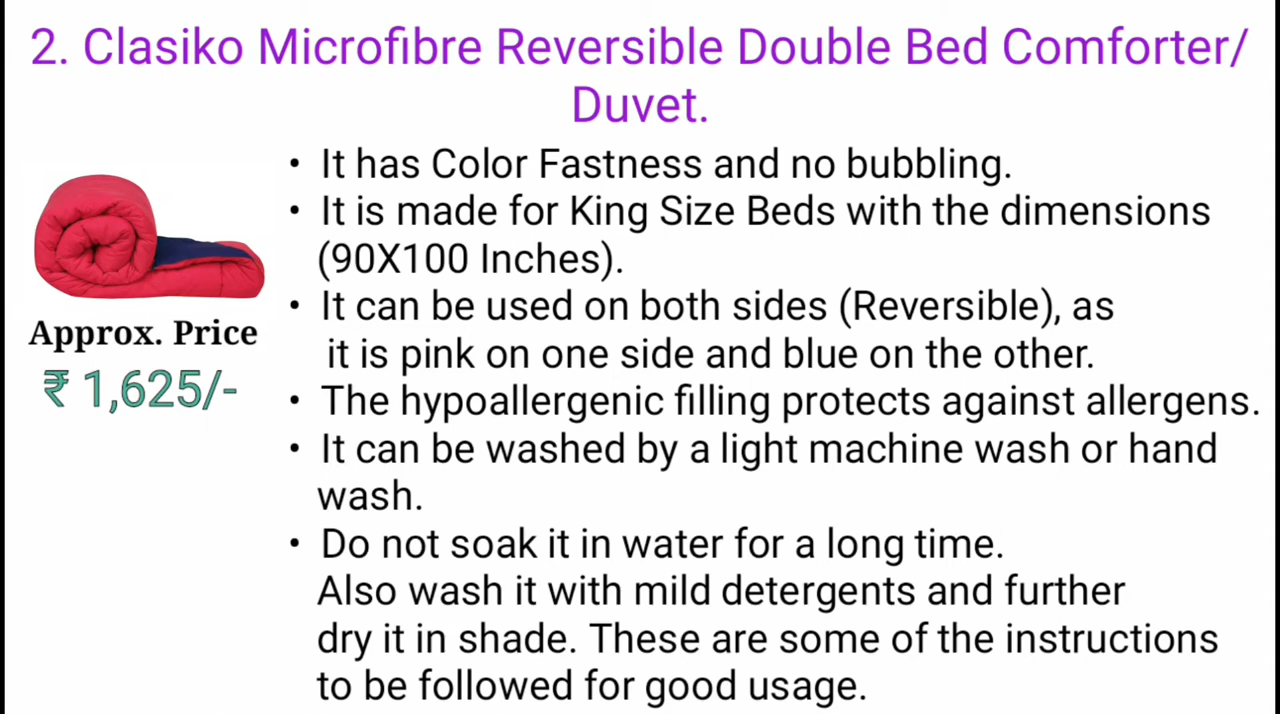 2. Clasiko Microfibre Reversible Double Bed Comforter/
Duvet.
• It has Color Fastness and no bubbling.
• It is made for King Size Beds with the dimensions
(90X100 Inches).
• It can be used on both sides (Reversible), as
it is pink on one side and blue on the other.
• The hypoallergenic filling protects against allergens.
• It can be washed by a light machine wash or hand
wash.
• Do not soak it in water for a long time.
Also wash it with mild detergents and further
dry it in shade. These are some of the instructions
to be followed for good usage.
Approx. Price
₹ 1,625/-